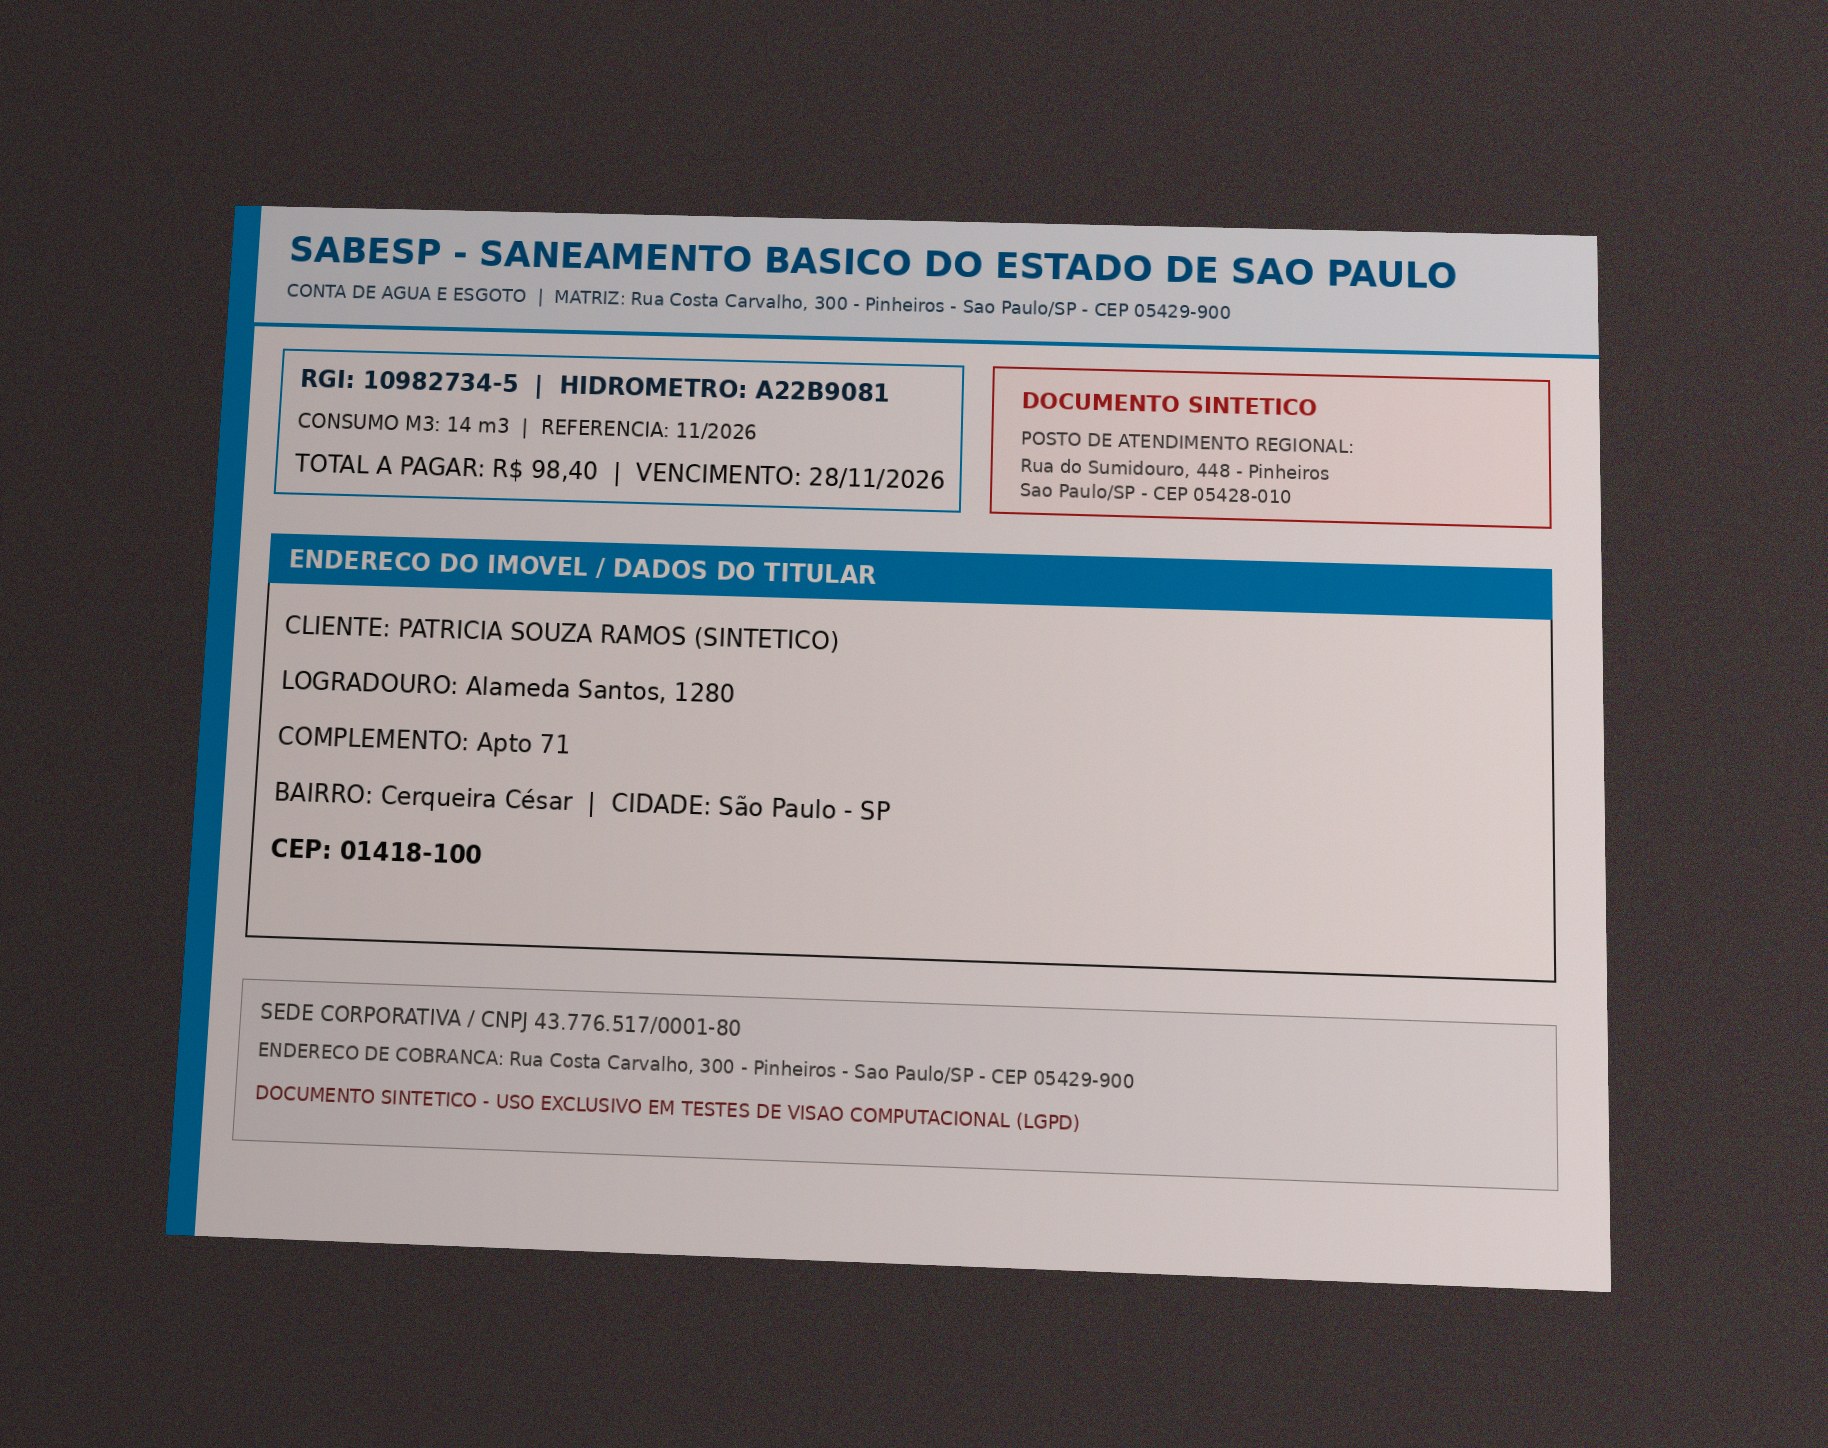 SABESP - SANEAMENTO BASICO DO ESTADO DE SAO PAULO
CONTA DE AGUA E ESGOTO | MATRIZ: Rua Costa Carvalho, 300 - Pinheiros - Sao Paulo/SP - CEP 05429-900
RGI: 10982734-5 | HIDROMETRO: A22B9081
CONSUMO M3: 14 m3 | REFERENCIA: 11/2026
TOTAL A PAGAR: R$ 98,40 | VENCIMENTO: 28/11/2026
DOCUMENTO SINTETICO
POSTO DE ATENDIMENTO REGIONAL:
Rua do Sumidouro, 448 - Pinheiros
Sao Paulo/SP - CEP 05428-010
ENDERECO DO IMOVEL / DADOS DO TITULAR
CLIENTE: PATRICIA SOUZA RAMOS (SINTETICO)
LOGRADOURO: Alameda Santos, 1280
COMPLEMENTO: Apto 71
BAIRRO: Cerqueira César | CIDADE: São Paulo - SP
CEP: 01418-100
SEDE CORPORATIVA / CNPJ 43.776.517/0001-80
ENDERECO DE COBRANCA: Rua Costa Carvalho, 300 - Pinheiros - Sao Paulo/SP - CEP 05429-900
DOCUMENTO SINTETICO - USO EXCLUSIVO EM TESTES DE VISAO COMPUTACIONAL (LGPD)